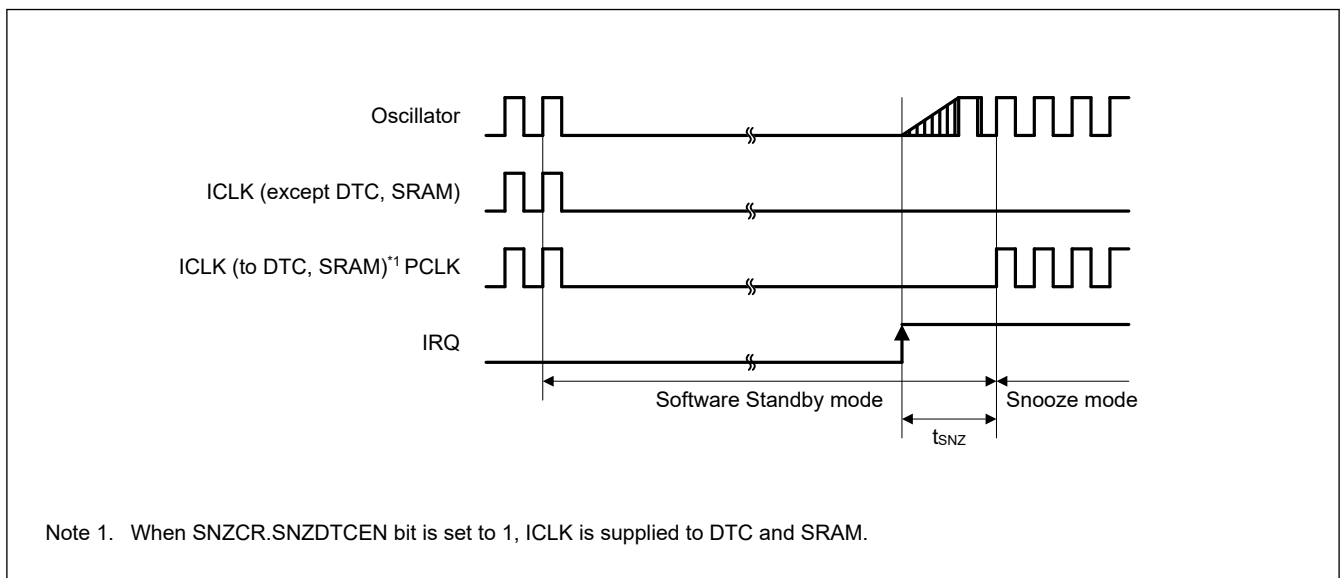 Oscillator
ICLK (except DTC, SRAM)
ICLK (to DTC, SRAM)*1 PCLK
IRQ
Software Standby mode
Snooze mode
tSNZ
Note 1. When SNZCR.SNZDTCEN bit is set to 1, ICLK is supplied to DTC and SRAM.